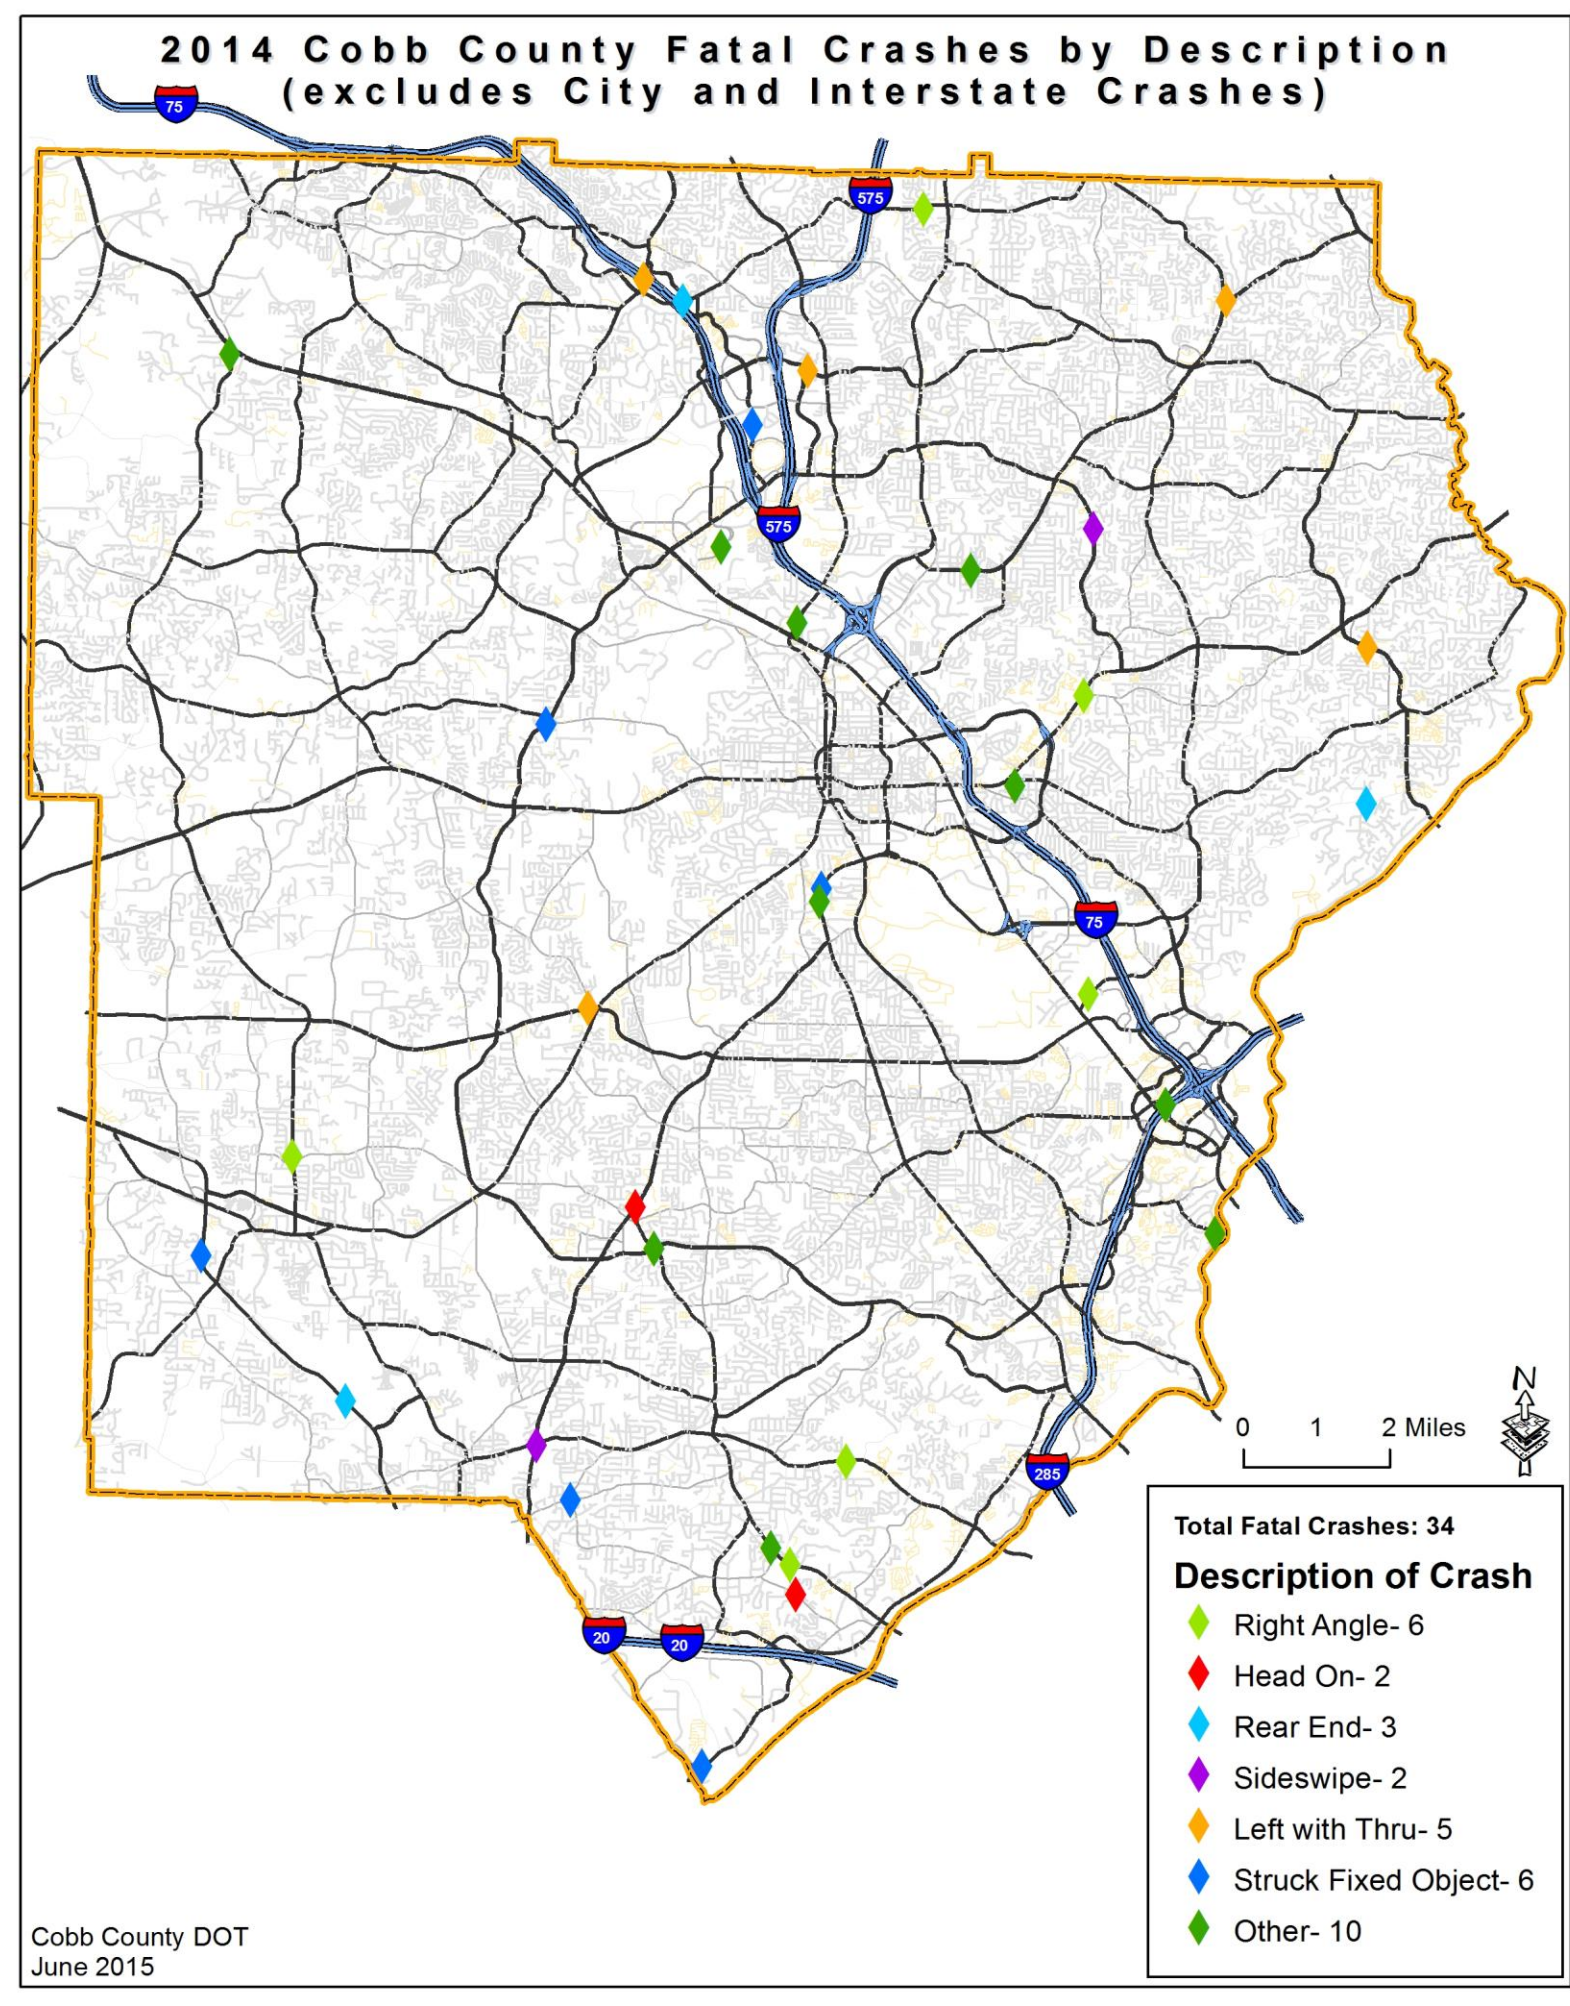 2014 Cobb County Fatal Crashes by Description
(excludes City and Interstate Crashes)
75
575
575
75
285
20
20
0 1 2 Miles
N
Total Fatal Crashes: 34
Description of Crash
Right Angle- 6
Head On- 2
Rear End- 3
Sideswipe- 2
Left with Thru- 5
Struck Fixed Object- 6
Other- 10
Cobb County DOT
June 2015